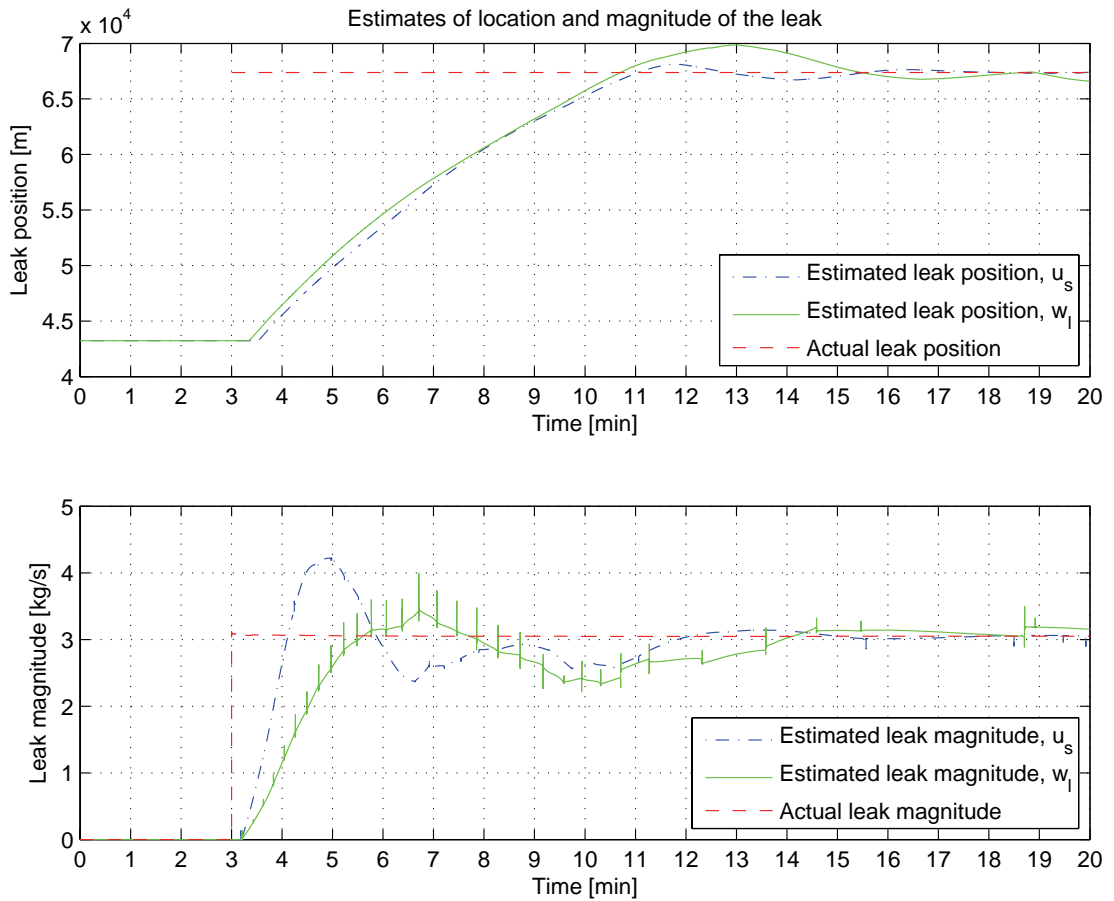 Estimates of location and magnitude of the leak
x 10^4
7
6.5
6
5.5
5
4.5
4
Leak position [m]
Estimated leak position, u_s
Estimated leak position, w_l
Actual leak position
0 1 2 3 4 5 6 7 8 9 10 11 12 13 14 15 16 17 18 19 20
Time [min]
5
4
3
2
1
0
Leak magnitude [kg/s]
Estimated leak magnitude, u_s
Estimated leak magnitude, w_l
Actual leak magnitude
0 1 2 3 4 5 6 7 8 9 10 11 12 13 14 15 16 17 18 19 20
Time [min]